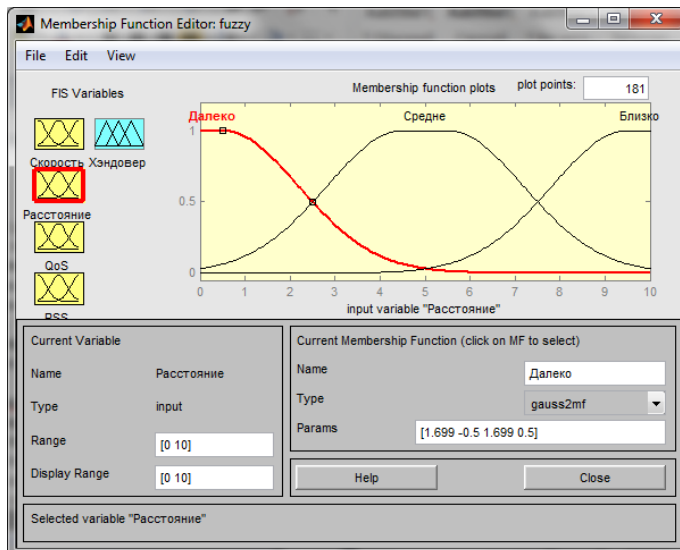 Membership Function Editor: fuzzy
File Edit View
FIS Variables
Membership function plots plot points: 181
Далеко Средне Близко
1
0.5
0
0 1 2 3 4 5 6 7 8 9 10
input variable "Расстояние"
Скорость Хэндовер
Расстояние
QoS
RSS
Current Variable
Name Расстояние
Type input
Range [0 10]
Display Range [0 10]
Current Membership Function (click on MF to select)
Name Далеко
Type gauss2mf
Params [1.699 -0.5 1.699 0.5]
Help Close
Selected variable "Расстояние"